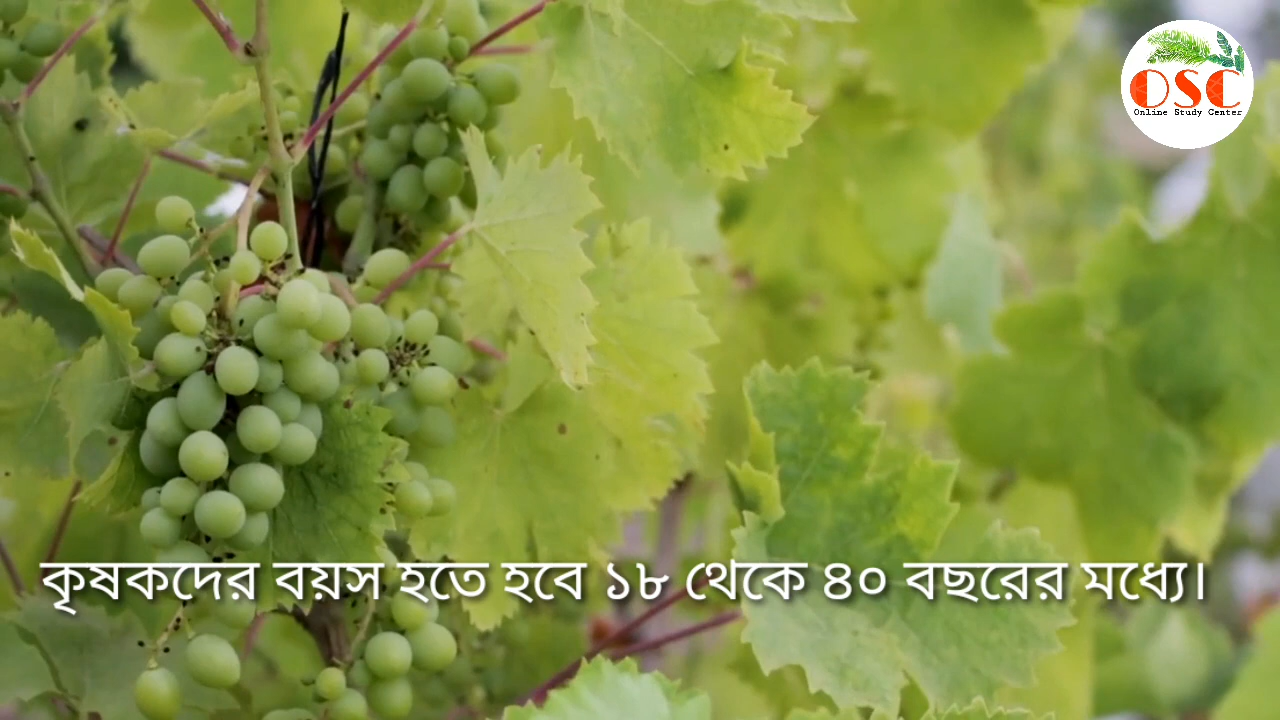 OSC
Online Study Center
কৃষকদের বয়স হতে হবে ১৮ থেকে ৪০ বছরের মধ্যে।